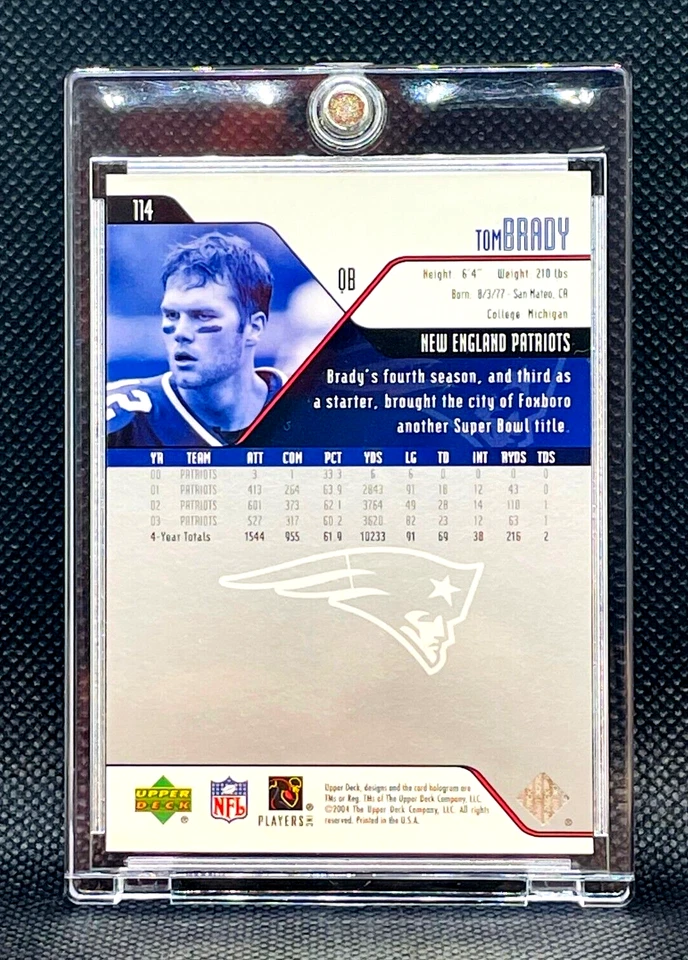 114
TOMBRADY
QB
Height 6'4" Weight 210 lbs
Born: 8/3/77 - San Mateo, CA
College Michigan
NEW ENGLAND PATRIOTS
Brady's fourth season, and third as
a starter, brought the city of Foxboro
another Super Bowl title.
2
YR TEAM ATT COM PCT YDS LG TD INT RYDS TDS
00 PATRIOTS 3 1 33.3 6 6 0 0 0 0
01 PATRIOTS 413 264 63.9 2843 91 18 12 43 0
02 PATRIOTS 601 373 62.1 3764 49 28 14 110 1
03 PATRIOTS 527 317 60.2 3620 82 23 12 63 1
4-Year Totals 1544 955 61.9 10233 91 69 38 216 2
UPPER DECK ®
NFL
PLAYERS INC ®
Upper Deck, designs and the card hologram are
TMs or Reg. TMs of The Upper Deck Company, LLC.
©2004 The Upper Deck Company, LLC. All rights
reserved. Printed in the U.S.A.
®